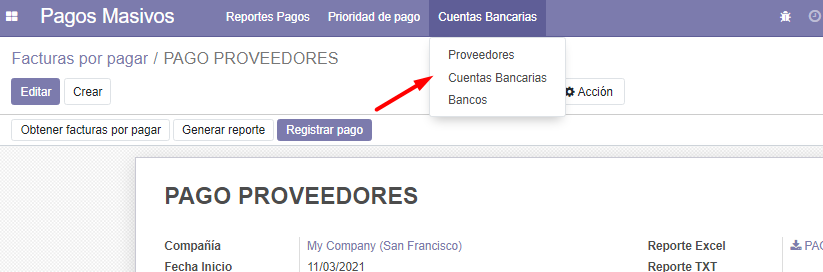 Pagos Masivos Reportes Pagos Prioridad de pago Cuentas Bancarias
Proveedores
Cuentas Bancarias
Bancos
Facturas por pagar / PAGO PROVEEDORES
Editar Crear Acción
Obtener facturas por pagar Generar reporte Registrar pago
PAGO PROVEEDORES
Compañía My Company (San Francisco) Reporte Excel PAG
Fecha Inicio 11/03/2021 Reporte TXT